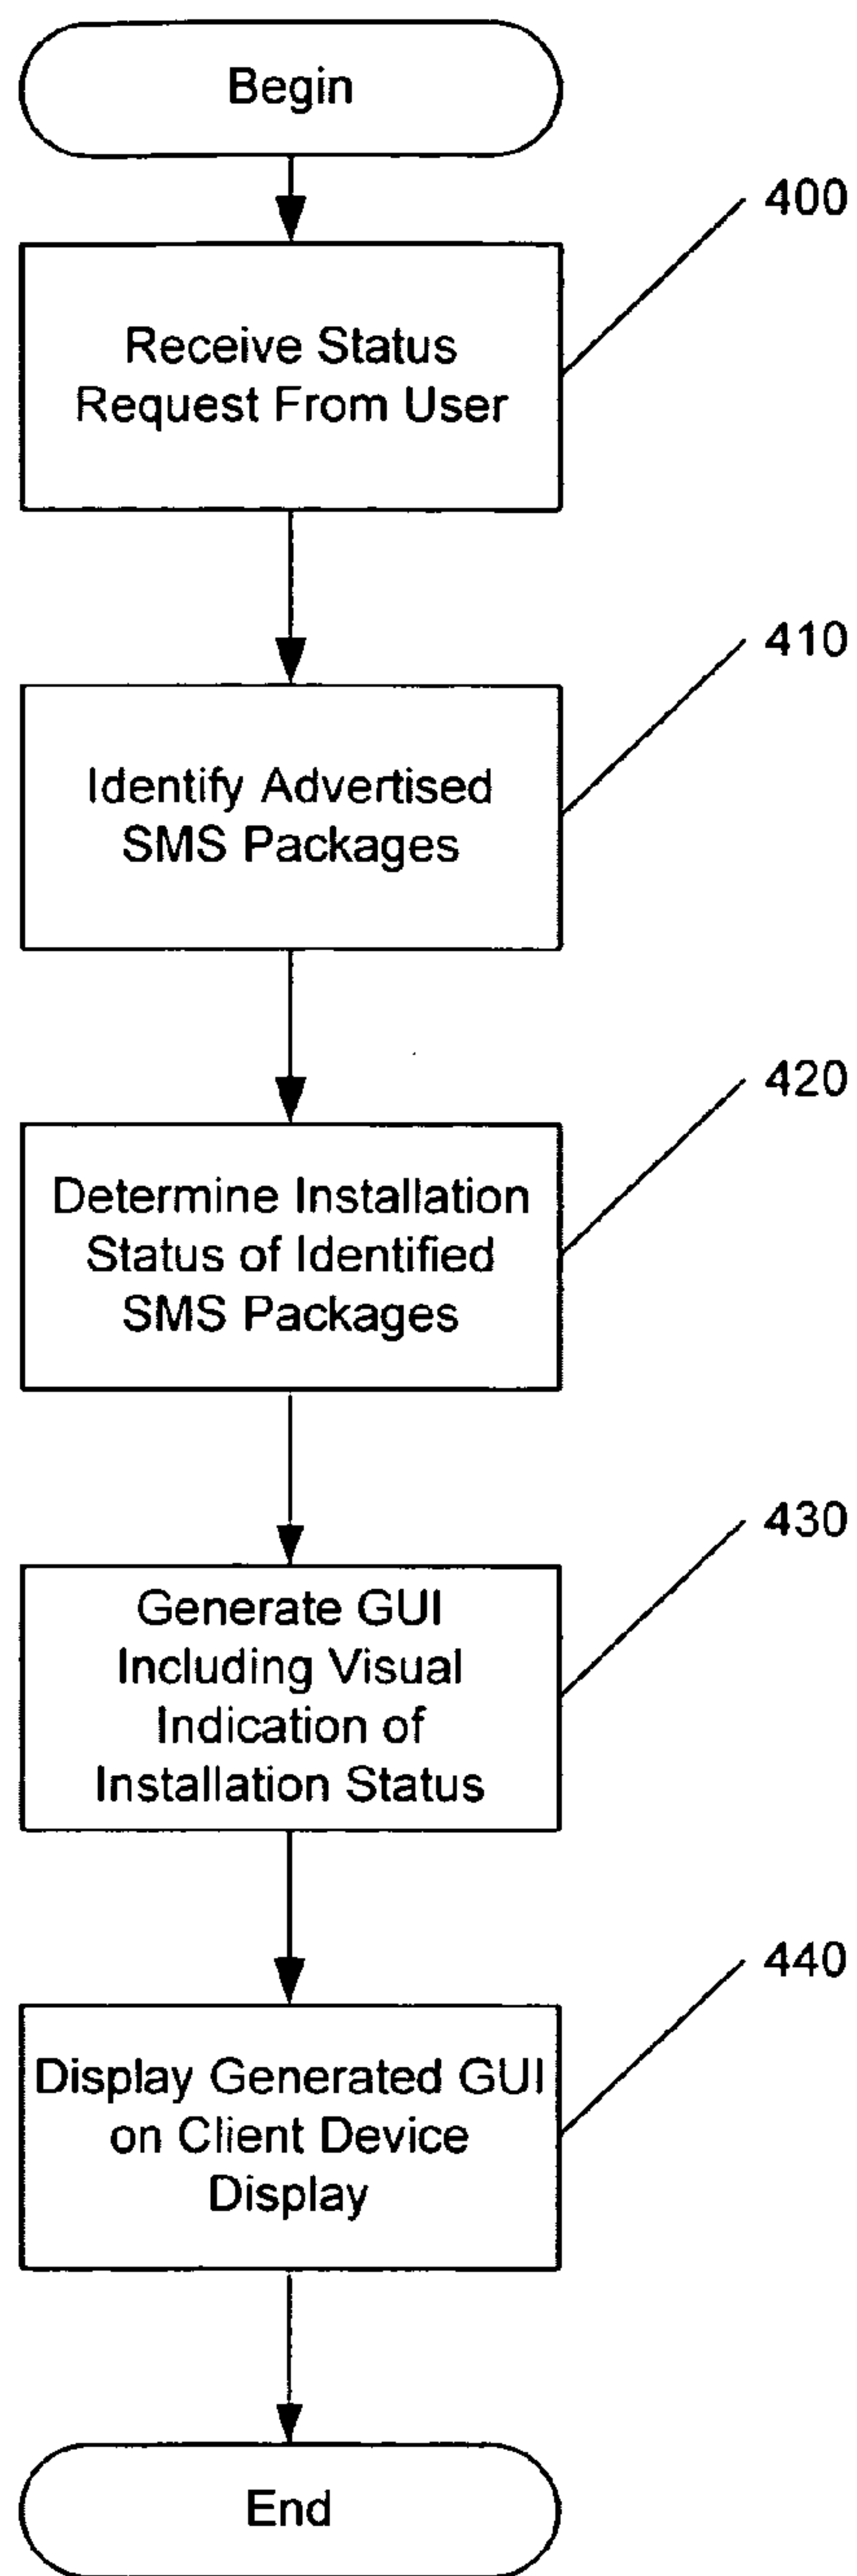 Begin
400
Receive Status
Request From User
410
Identify Advertised
SMS Packages
420
Determine Installation
Status of Identified
SMS Packages
430
Generate GUI
Including Visual
Indication of
Installation Status
440
Display Generated GUI
on Client Device
Display
End